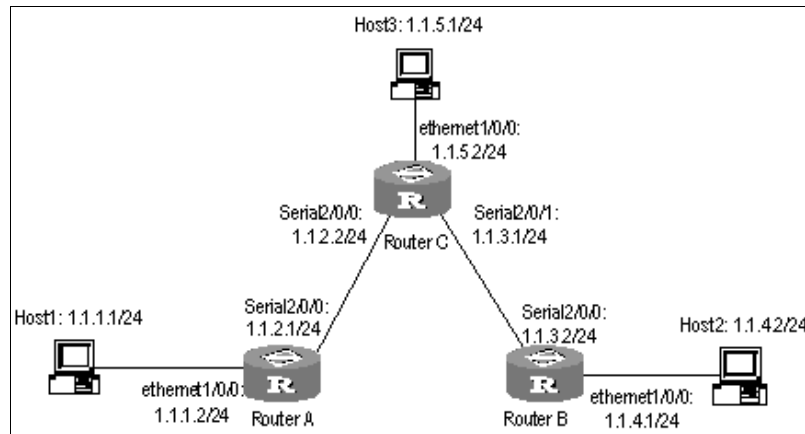 Host3: 1.1.5.1/24
ethernet1/0/0:
1.1.5.2/24
R
Serial2/0/0:
1.1.2.2/24
Serial2/0/1:
1.1.3.1/24
Router C
Host1: 1.1.1.1/24
Serial2/0/0:
1.1.2.1/24
Serial2/0/0:
1.1.3.2/24
Host2: 1.1.4.2/24
R
R
ethernet1/0/0:
1.1.1.2/24
Router A
Router B
ethernet1/0/0:
1.1.4.1/24